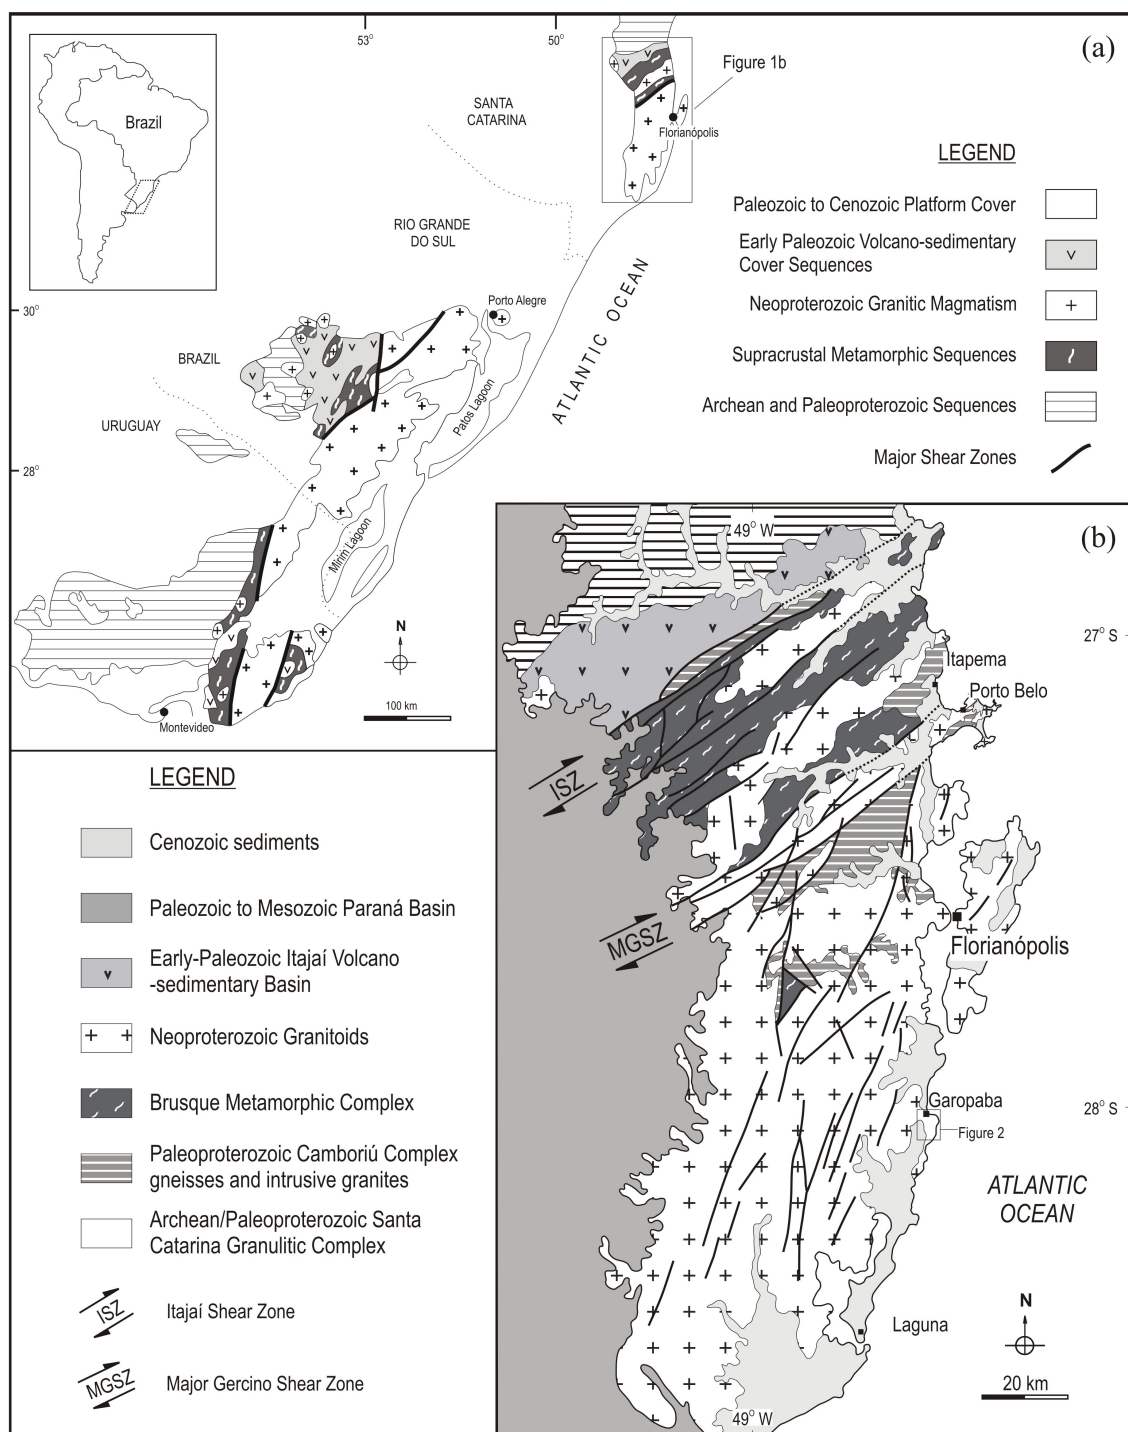 53°
50°
(a)
Brazil
Figure 1b
SANTA
CATARINA
Florianópolis
LEGEND
Paleozoic to Cenozoic Platform Cover
RIO GRANDE
DO SUL
Early Paleozoic Volcano-sedimentary
Cover Sequences
Neoproterozoic Granitic Magmatism
Supracrustal Metamorphic Sequences
Archean and Paleoproterozoic Sequences
Major Shear Zones
ATLANTIC OCEAN
30°
Porto Alegre
BRAZIL
Patos Lagoon
URUGUAY
28°
Mirim Lagoon
N
100 km
Montevideo
LEGEND
Cenozoic sediments
Paleozoic to Mesozoic Paraná Basin
Early-Paleozoic Itajaí Volcano
-sedimentary Basin
Neoproterozoic Granitoids
Brusque Metamorphic Complex
Paleoproterozoic Camboriú Complex
gneisses and intrusive granites
Archean/Paleoproterozoic Santa
Catarina Granulitic Complex
ISZ
Itajaí Shear Zone
MGSZ
Major Gercino Shear Zone
49° W
(b)
27° S
Itapema
Porto Belo
ISZ
MGSZ
Florianópolis
Garopaba
28° S
Figure 2
ATLANTIC
OCEAN
N
Laguna
20 km
49° W